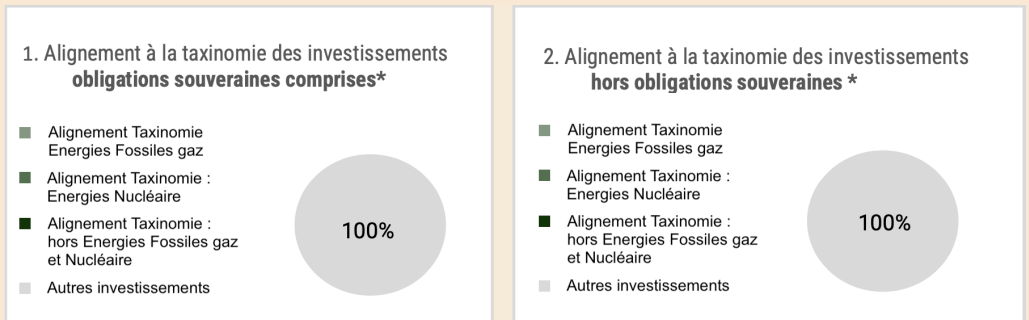 1. Alignement à la taxinomie des investissements
obligations souveraines comprises*
Alignement Taxinomie
Energies Fossiles gaz
Alignement Taxinomie :
Energies Nucléaire
Alignement Taxinomie :
hors Energies Fossiles gaz
et Nucléaire
Autres investissements
100%
2. Alignement à la taxinomie des investissements
hors obligations souveraines *
Alignement Taxinomie
Energies Fossiles gaz
Alignement Taxinomie :
Energies Nucléaire
Alignement Taxinomie :
hors Energies Fossiles gaz
et Nucléaire
Autres investissements
100%